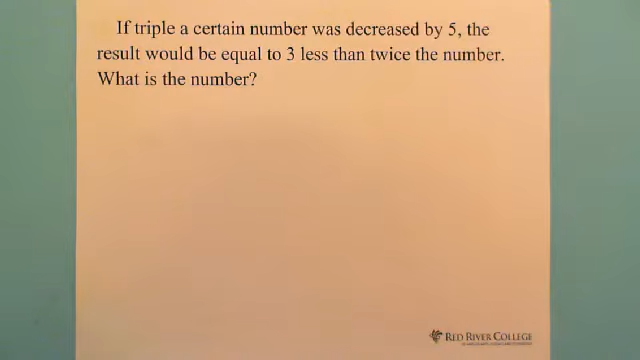 If triple a certain number was decreased by 5, the
result would be equal to 3 less than twice the number.
What is the number?
RED RIVER COLLEGE